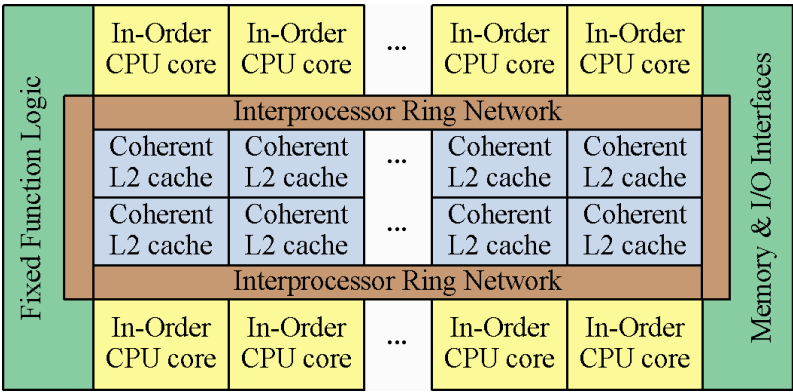 Fixed Function Logic
In-Order
CPU core
In-Order
CPU core
...
In-Order
CPU core
In-Order
CPU core
Interprocessor Ring Network
Coherent
L2 cache
Coherent
L2 cache
...
Coherent
L2 cache
Coherent
L2 cache
Coherent
L2 cache
Coherent
L2 cache
...
Coherent
L2 cache
Coherent
L2 cache
Interprocessor Ring Network
In-Order
CPU core
In-Order
CPU core
...
In-Order
CPU core
In-Order
CPU core
Memory & I/O Interfaces